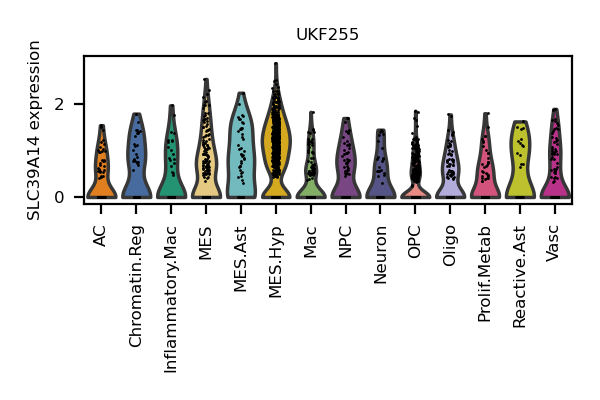 UKF255
SLC39A14 expression
2
0
AC
Chromatin.Reg
Inflammatory.Mac
MES
MES.Ast
MES.Hyp
Mac
NPC
Neuron
OPC
Oligo
Prolif.Metab
Reactive.Ast
Vasc